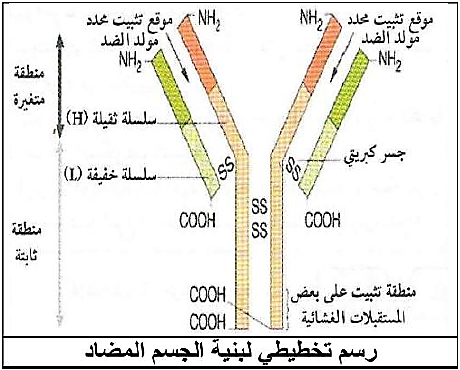 موقع تثبيت محدد
مولد الضد
NH₂
NH₂
موقع تثبيت محدد
مولد الضد
NH₂
NH₂
منطقة
متغيرة
سلسلة ثقيلة (H)
جسر كبريتي
SS
SS
سلسلة خفيفة (L)
COOH
SS
SS
COOH
منطقة
ثابتة
COOH
COOH
منطقة تثبيت على بعض
المستقبلات الغشائية
رسم تخطيطي لبنية الجسم المضاد